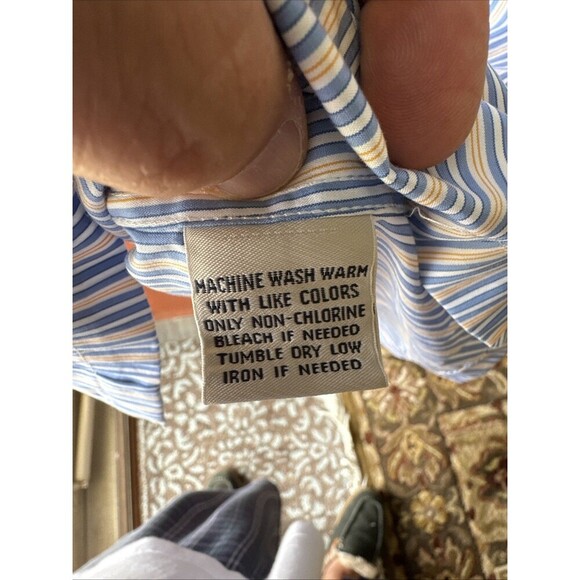 MACHINE WASH WARM
WITH LIKE COLORS
ONLY NON-CHLORINE
BLEACH IF NEEDED
TUMBLE DRY LOW
IRON IF NEEDED